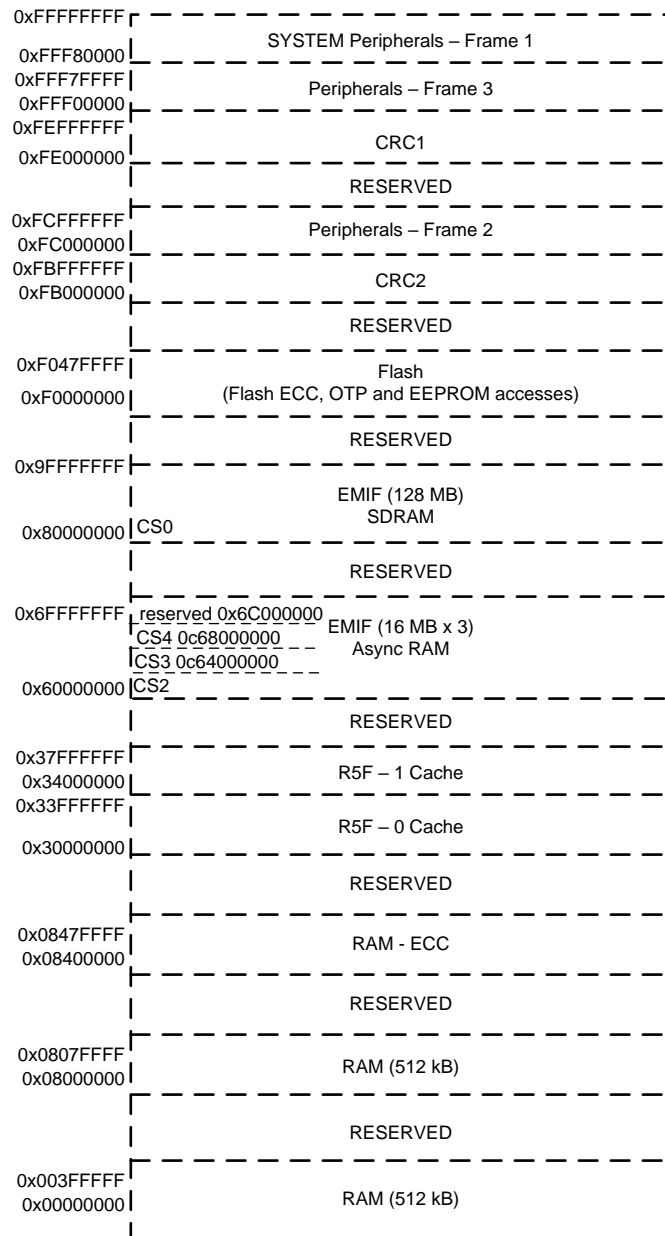 0xFFFFFFFF
SYSTEM Peripherals – Frame 1
0xFFF80000
0xFFF7FFFF
Peripherals – Frame 3
0xFFF00000
0xFEFFFFFF
CRC1
0xFE000000
RESERVED
0xFCFFFFFF
Peripherals – Frame 2
0xFC000000
0xFBFFFFFF
CRC2
0xFB000000
RESERVED
0xF047FFFF
Flash
(Flash ECC, OTP and EEPROM accesses)
0xF0000000
RESERVED
0x9FFFFFFF
EMIF (128 MB)
SDRAM
0x80000000
CS0
RESERVED
0x6FFFFFFF
reserved 0x6C000000
EMIF (16 MB x 3)
CS4 0c68000000
Async RAM
CS3 0c64000000
0x60000000
CS2
RESERVED
0x37FFFFFF
R5F – 1 Cache
0x34000000
0x33FFFFFF
R5F – 0 Cache
0x30000000
RESERVED
0x0847FFFF
RAM - ECC
0x08400000
RESERVED
0x0807FFFF
RAM (512 kB)
0x08000000
RESERVED
0x003FFFFF
RAM (512 kB)
0x00000000